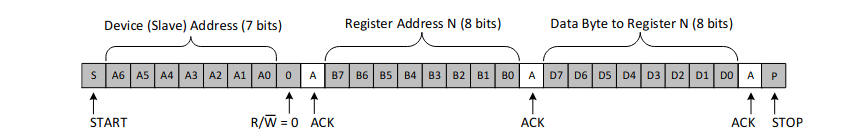 Device (Slave) Address (7 bits) Register Address N (8 bits) Data Byte to Register N (8 bits)
S A6 A5 A4 A3 A2 A1 A0 0 A B7 B6 B5 B4 B3 B2 B1 B0 A D7 D6 D5 D4 D3 D2 D1 D0 A P
START R/W̅ = 0 ACK ACK ACK STOP